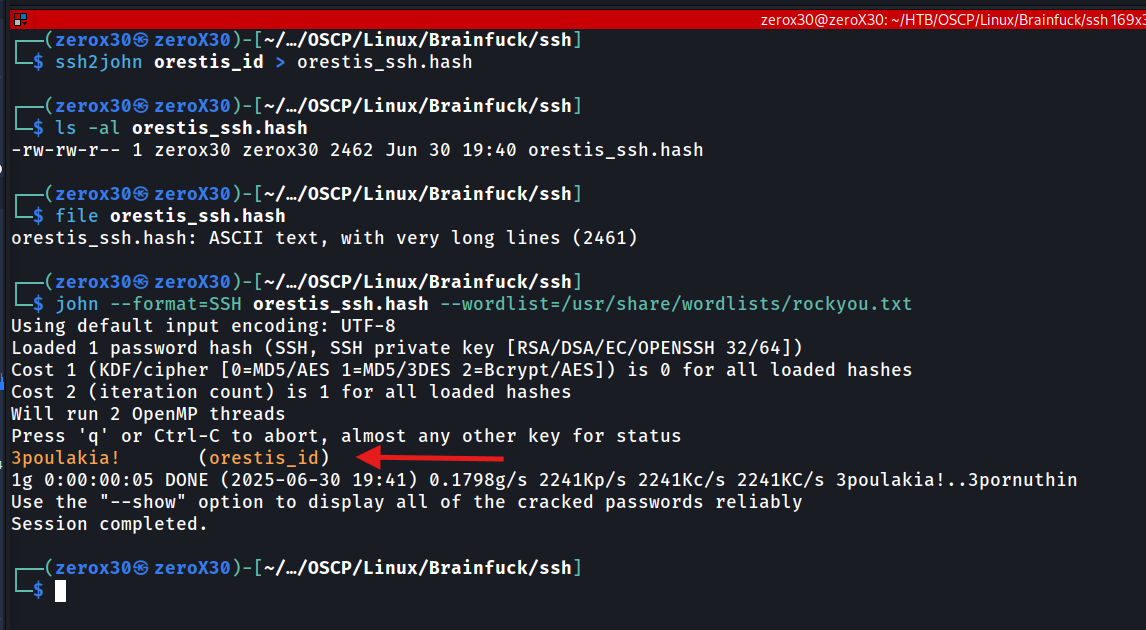 zerox30@zeroX30: ~/HTB/OSCP/Linux/Brainfuck/ssh 169x3
┌──(zerox30㉿zeroX30)-[~/…/OSCP/Linux/Brainfuck/ssh]
└─$ ssh2john orestis_id > orestis_ssh.hash
┌──(zerox30㉿zeroX30)-[~/…/OSCP/Linux/Brainfuck/ssh]
└─$ ls -al orestis_ssh.hash
-rw-rw-r-- 1 zerox30 zerox30 2462 Jun 30 19:40 orestis_ssh.hash
┌──(zerox30㉿zeroX30)-[~/…/OSCP/Linux/Brainfuck/ssh]
└─$ file orestis_ssh.hash
orestis_ssh.hash: ASCII text, with very long lines (2461)
┌──(zerox30㉿zeroX30)-[~/…/OSCP/Linux/Brainfuck/ssh]
└─$ john --format=SSH orestis_ssh.hash --wordlist=/usr/share/wordlists/rockyou.txt
Using default input encoding: UTF-8
Loaded 1 password hash (SSH, SSH private key [RSA/DSA/EC/OPENSSH 32/64])
Cost 1 (KDF/cipher [0=MD5/AES 1=MD5/3DES 2=Bcrypt/AES]) is 0 for all loaded hashes
Cost 2 (iteration count) is 1 for all loaded hashes
Will run 2 OpenMP threads
Press 'q' or Ctrl-C to abort, almost any other key for status
3poulakia!       (orestis_id)
1g 0:00:00:05 DONE (2025-06-30 19:41) 0.1798g/s 2241Kp/s 2241Kc/s 2241KC/s 3poulakia!..3pornuthin
Use the "--show" option to display all of the cracked passwords reliably
Session completed.
┌──(zerox30㉿zeroX30)-[~/…/OSCP/Linux/Brainfuck/ssh]
└─$